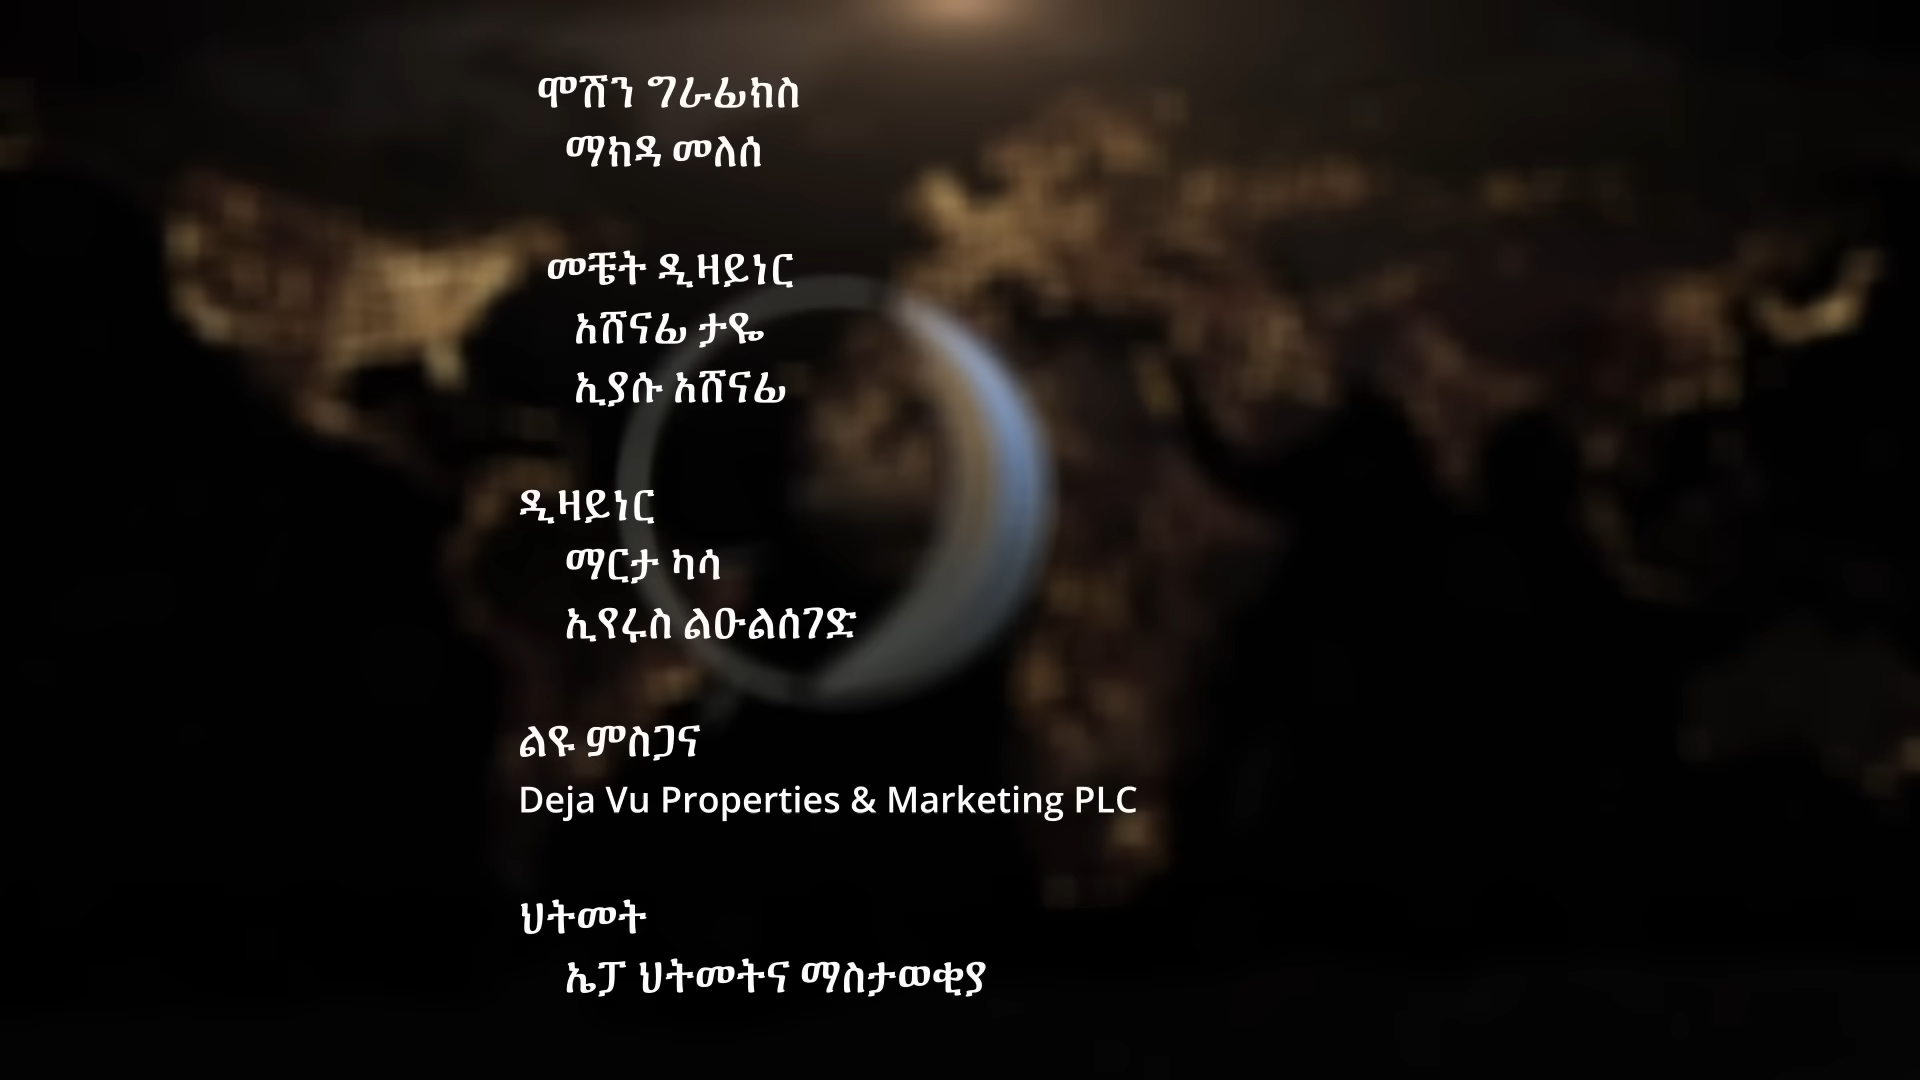 ሞሽን ግራፊክስ
ማክዳ መለሰ
መቼት ዲዛይነር
አሸናፊ ታዬ
ኢያሱ አሸናፊ
ዲዛይነር
ማርታ ካሳ
ኢየሩስ ልዑልሰገድ
ልዩ ምስጋና
Deja Vu Properties & Marketing PLC
ህትመት
ኤፓ ህትመትና ማስታወቂያ